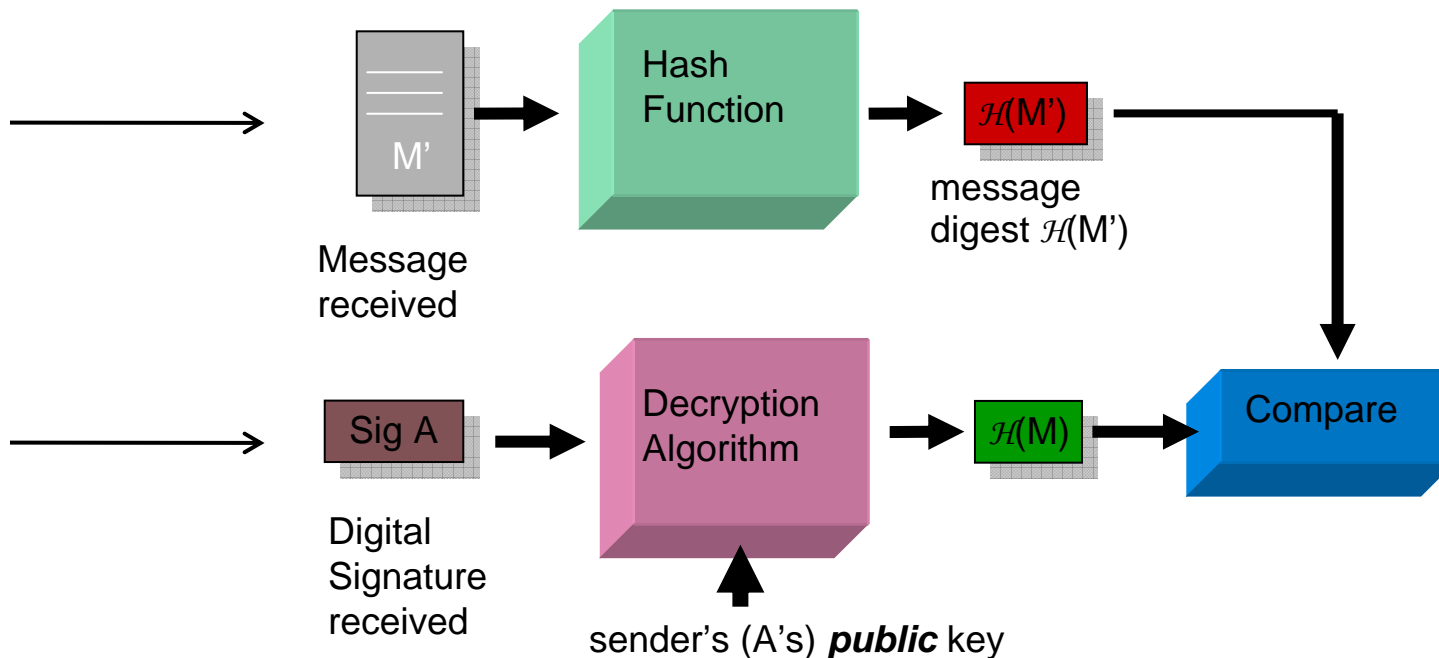 Hash
Function
M’
ℋ(M’)
message
digest ℋ(M’)
Message
received
Sig A
Decryption
Algorithm
ℋ(M)
Compare
Digital
Signature
received
sender’s (A’s) public key